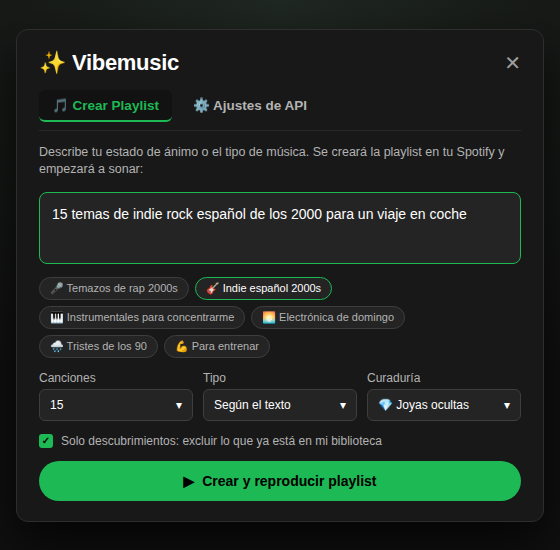 ✨ Vibemusic ✕
🎵 Crear Playlist ⚙️ Ajustes de API
Describe tu estado de ánimo o el tipo de música. Se creará la playlist en tu Spotify y
empezará a sonar:
15 temas de indie rock español de los 2000 para un viaje en coche
🎤 Temazos de rap 2000s 🎸 Indie español 2000s
🎹 Instrumentales para concentrarme 🌅 Electrónica de domingo
🌧️ Tristes de los 90 💪 Para entrenar
Canciones Tipo Curaduría
15 ▾ Según el texto ▾ 💎 Joyas ocultas ▾
✓ Solo descubrimientos: excluir lo que ya está en mi biblioteca
▶ Crear y reproducir playlist